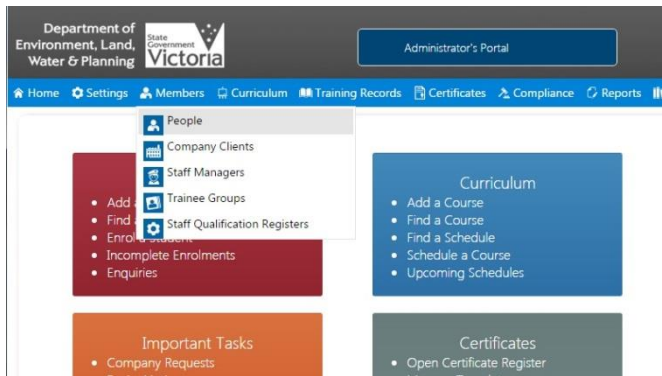 Department of
Environment, Land,
Water & Planning
State
Government
Victoria
Administrator's Portal
Home Settings Members Curriculum Training Records Certificates Compliance Reports
People
Company Clients
Staff Managers
Trainee Groups
Staff Qualification Registers
• Add
• Find
• Enrol a Student
• Incomplete Enrolments
• Enquiries
Curriculum
• Add a Course
• Find a Course
• Find a Schedule
• Schedule a Course
• Upcoming Schedules
Important Tasks
• Company Requests
Certificates
• Open Certificate Register